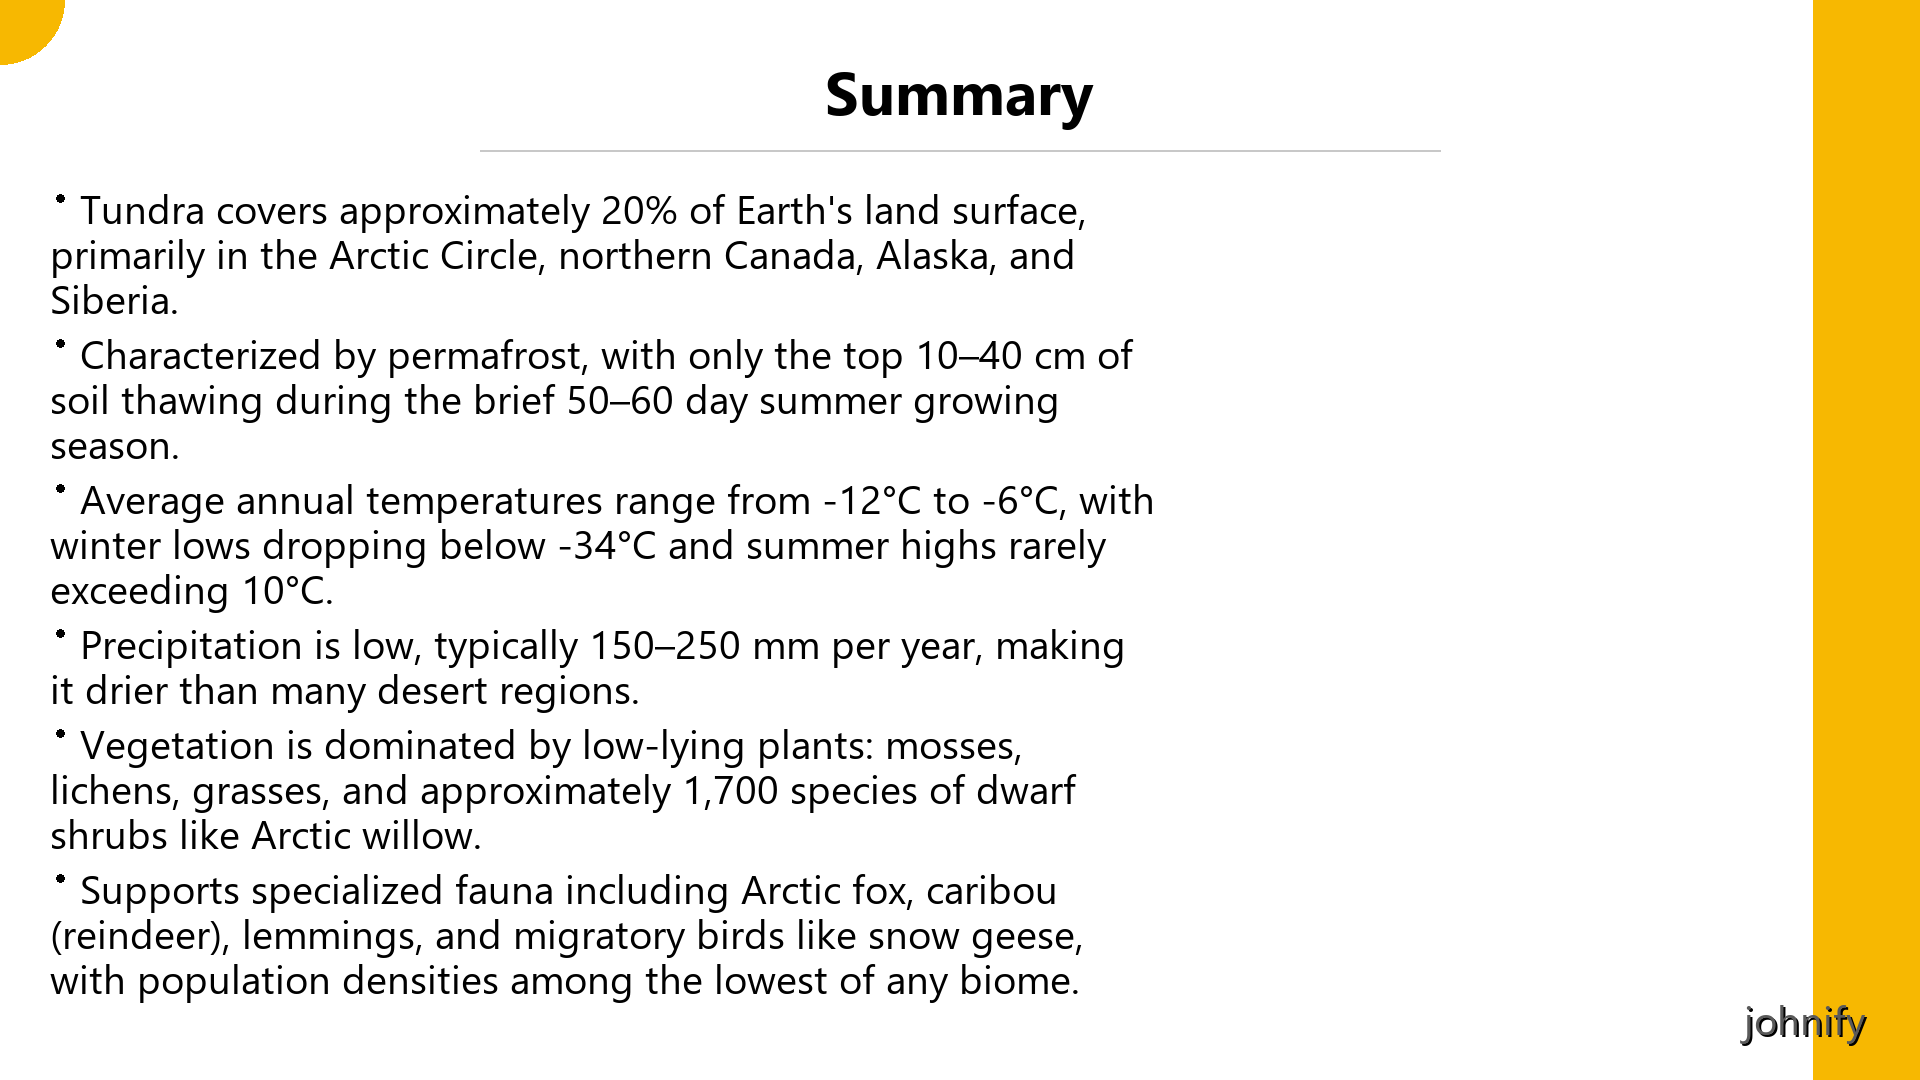 Summary
• Tundra covers approximately 20% of Earth's land surface,
primarily in the Arctic Circle, northern Canada, Alaska, and
Siberia.
• Characterized by permafrost, with only the top 10–40 cm of
soil thawing during the brief 50–60 day summer growing
season.
• Average annual temperatures range from -12°C to -6°C, with
winter lows dropping below -34°C and summer highs rarely
exceeding 10°C.
• Precipitation is low, typically 150–250 mm per year, making
it drier than many desert regions.
• Vegetation is dominated by low-lying plants: mosses,
lichens, grasses, and approximately 1,700 species of dwarf
shrubs like Arctic willow.
• Supports specialized fauna including Arctic fox, caribou
(reindeer), lemmings, and migratory birds like snow geese,
with population densities among the lowest of any biome.
johnify